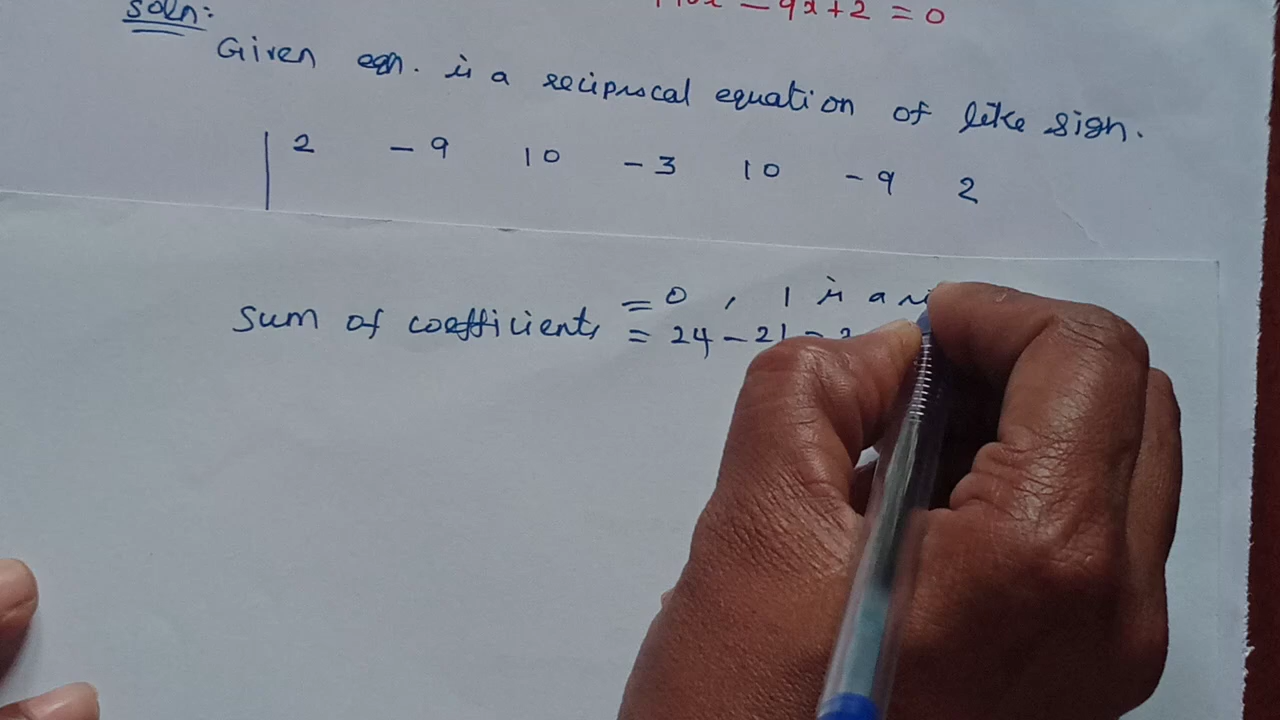 - 9x + 2 = 0
Soln:
Given eqn. is a reciprocal equation of like sign.
2 - 9 10 - 3 10 - 9 2
= 0 , 1 is a
Sum of coefficients = 24 - 21 =